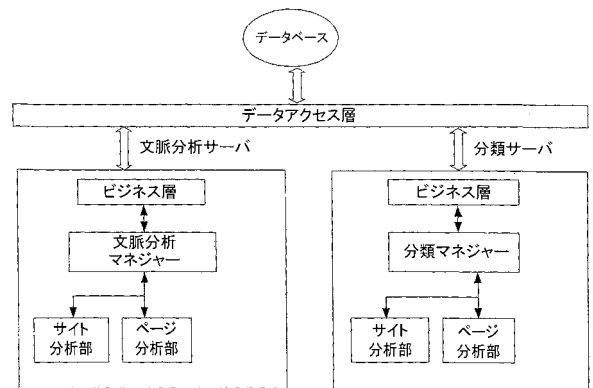 データベース
データアクセス層
文脈分析サーバ
分類サーバ
ビジネス層
文脈分析
マネジャー
サイト
分析部
ページ
分析部
ビジネス層
分類マネジャー
サイト
分析部
ページ
分析部